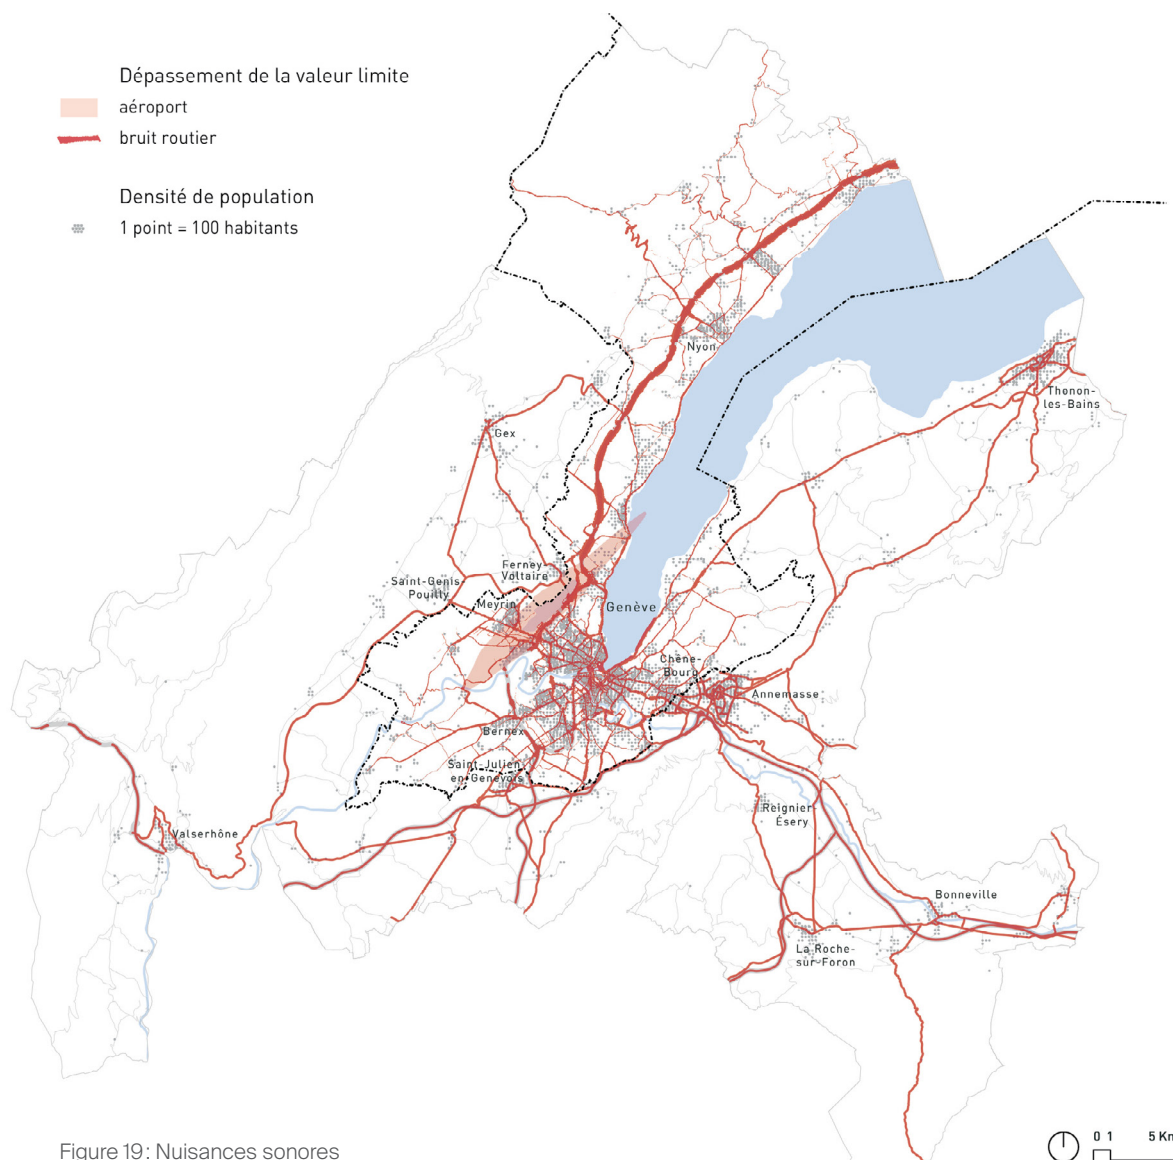 Dépassement de la valeur limite
aéroport
bruit routier
Densité de population
1 point = 100 habitants
Nyon
Thonon-
les-Bains
Gex
Ferney-
Voltaire
Saint-Genis
Pouilly
Meyrin
Genève
Chêne-
Bourg
Annemasse
Bernex
Saint-Julien
en-Genevois
Reignier-
Ésery
Valserhône
Bonneville
La Roche-
sur-Foron
Figure 19 : Nuisances sonores
0 1 5 Km